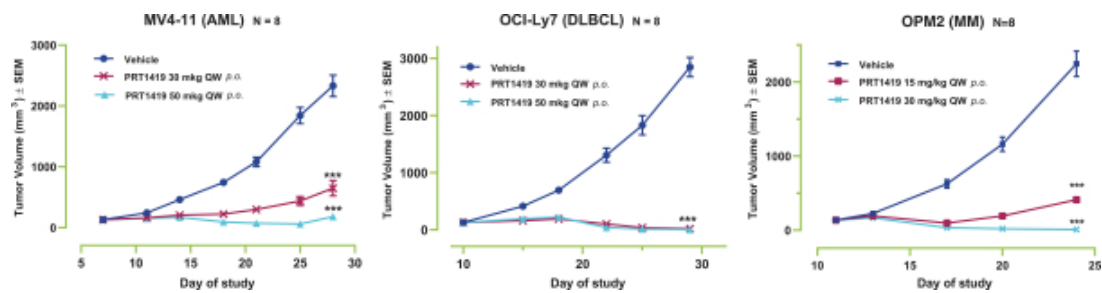 MV4-11 (AML) N = 8
3000
2000
1000
0
Tumor Volume (mm³) ± SEM
Vehicle
PRT1419 30 mkg QW p.o.
PRT1419 50 mkg QW p.o.
***
***
5 10 15 20 25 30
Day of study
OCI-Ly7 (DLBCL) N = 8
3000
2000
1000
0
Tumor Volume (mm³) ± SEM
Vehicle
PRT1419 30 mkg QW p.o.
PRT1419 50 mkg QW p.o.
***
10 20 30
Day of study
OPM2 (MM) N=8
2000
1000
0
Tumor Volume (mm³) ± SEM
Vehicle
PRT1419 15 mg/kg QW p.o.
PRT1419 30 mg/kg QW p.o.
***
***
10 15 20 25
Day of study